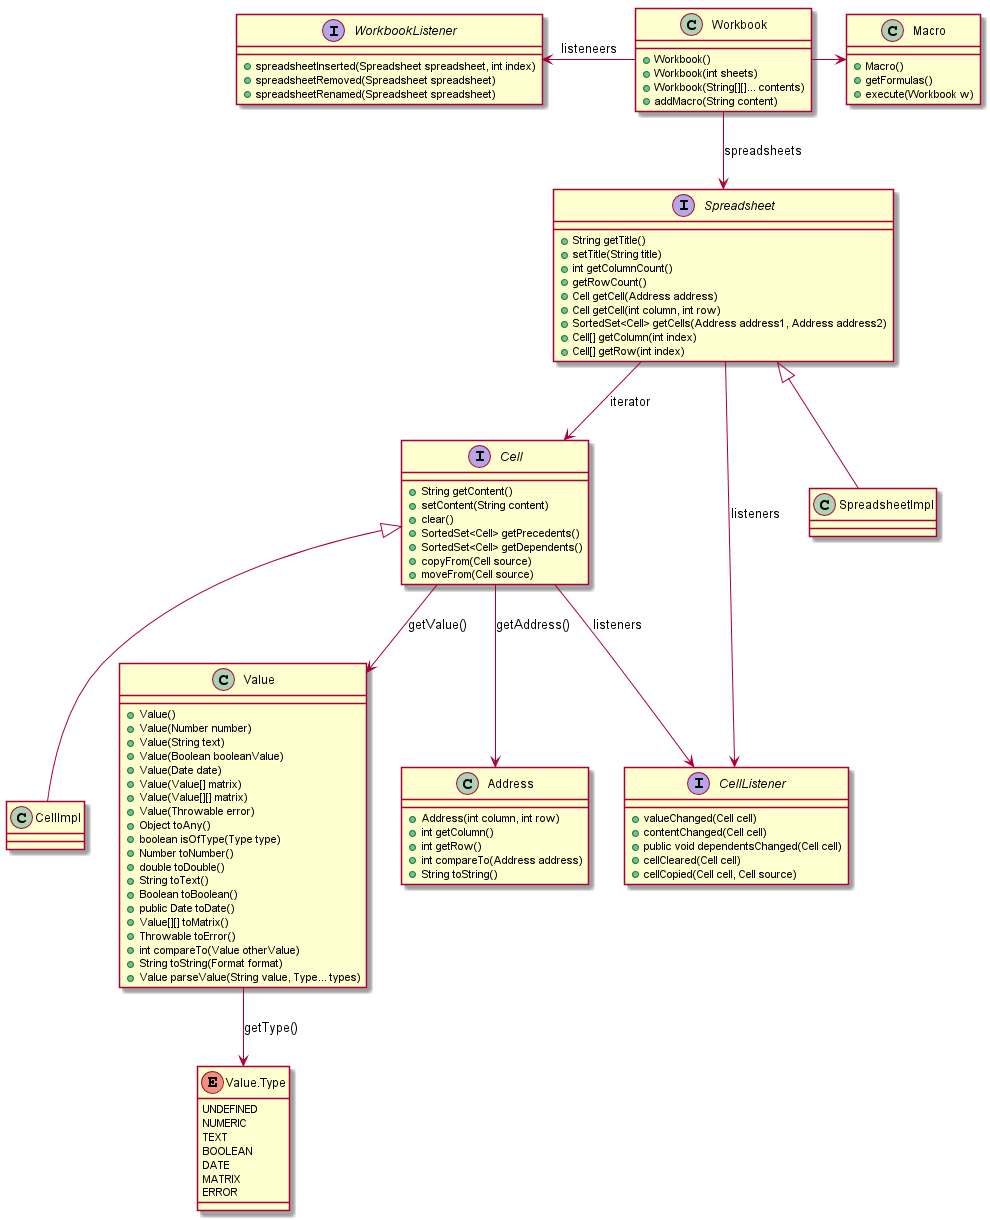 I WorkbookListener
spreadsheetInserted(Spreadsheet spreadsheet, int index)
spreadsheetRemoved(Spreadsheet spreadsheet)
spreadsheetRenamed(Spreadsheet spreadsheet)
listeneers
C Workbook
Workbook()
Workbook(int sheets)
Workbook(String[][]... contents)
addMacro(String content)
C Macro
Macro()
getFormulas()
execute(Workbook w)
spreadsheets
I Spreadsheet
String getTitle()
setTitle(String title)
int getColumnCount()
getRowCount()
Cell getCell(Address address)
Cell getCell(int column, int row)
SortedSet<Cell> getCells(Address address1, Address address2)
Cell[] getColumn(int index)
Cell[] getRow(int index)
iterator
listeners
I Cell
String getContent()
setContent(String content)
clear()
SortedSet<Cell> getPrecedents()
SortedSet<Cell> getDependents()
copyFrom(Cell source)
moveFrom(Cell source)
C SpreadsheetImpl
getValue()
getAddress()
listeners
C CellImpl
C Value
Value()
Value(Number number)
Value(String text)
Value(Boolean booleanValue)
Value(Date date)
Value(Value[] matrix)
Value(Value[][] matrix)
Value(Throwable error)
Object toAny()
boolean isOfType(Type type)
Number toNumber()
double toDouble()
String toText()
Boolean toBoolean()
public Date toDate()
Value[][] toMatrix()
Throwable toError()
int compareTo(Value otherValue)
String toString(Format format)
Value parseValue(String value, Type... types)
C Address
Address(int column, int row)
int getColumn()
int getRow()
int compareTo(Address address)
String toString()
I CellListener
valueChanged(Cell cell)
contentChanged(Cell cell)
public void dependentsChanged(Cell cell)
cellCleared(Cell cell)
cellCopied(Cell cell, Cell source)
getType()
E Value.Type
UNDEFINED
NUMERIC
TEXT
BOOLEAN
DATE
MATRIX
ERROR